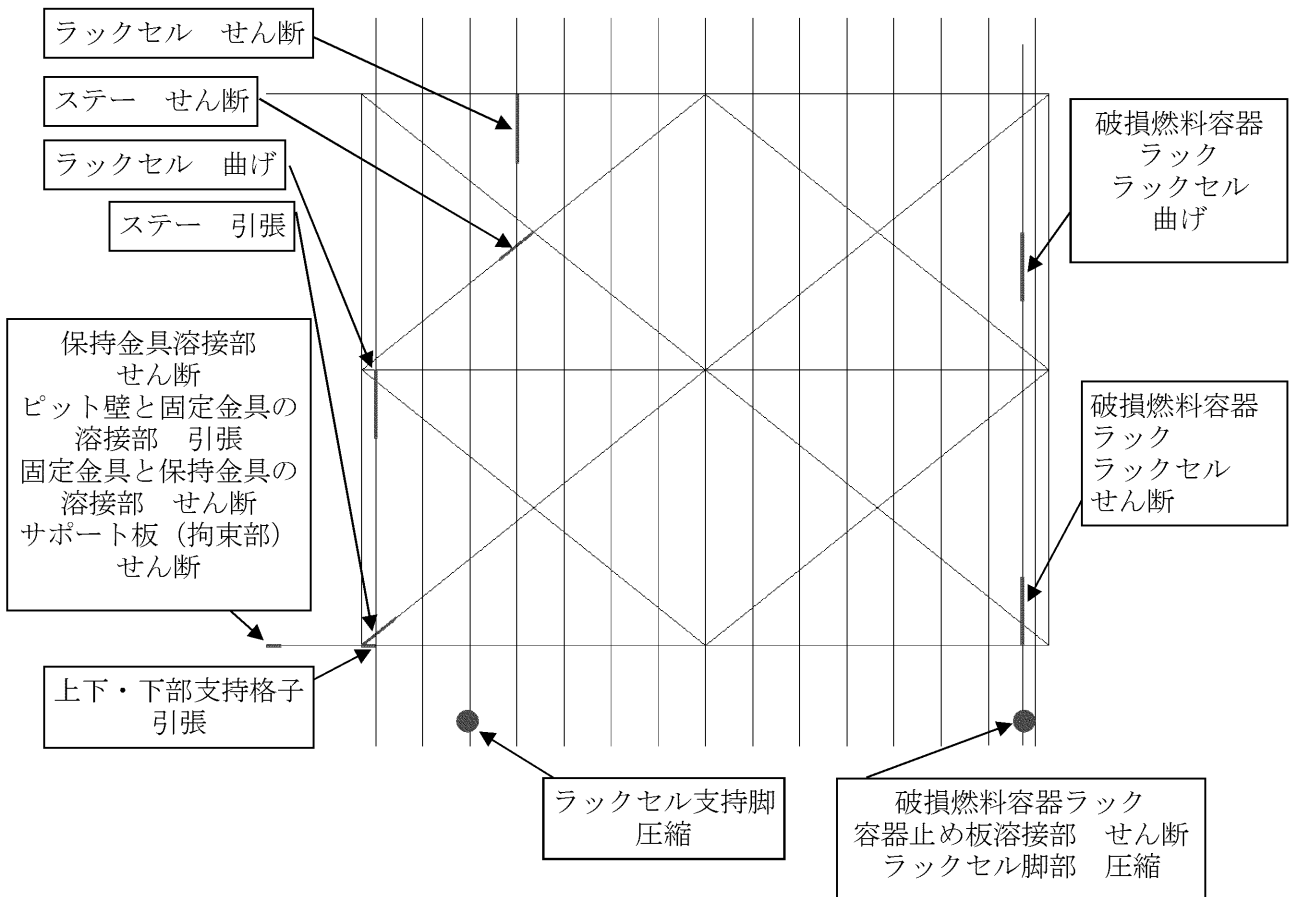 ラックセル　せん断
ステー　せん断
ラックセル　曲げ
ステー　引張
保持金具溶接部
せん断
ピット壁と固定金具の
溶接部　引張
固定金具と保持金具の
溶接部　せん断
サポート板（拘束部）
せん断
上下・下部支持格子
引張
破損燃料容器
ラック
ラックセル
曲げ
破損燃料容器
ラック
ラックセル
せん断
ラックセル支持脚
圧縮
破損燃料容器ラック
容器止め板溶接部　せん断
ラックセル脚部　圧縮